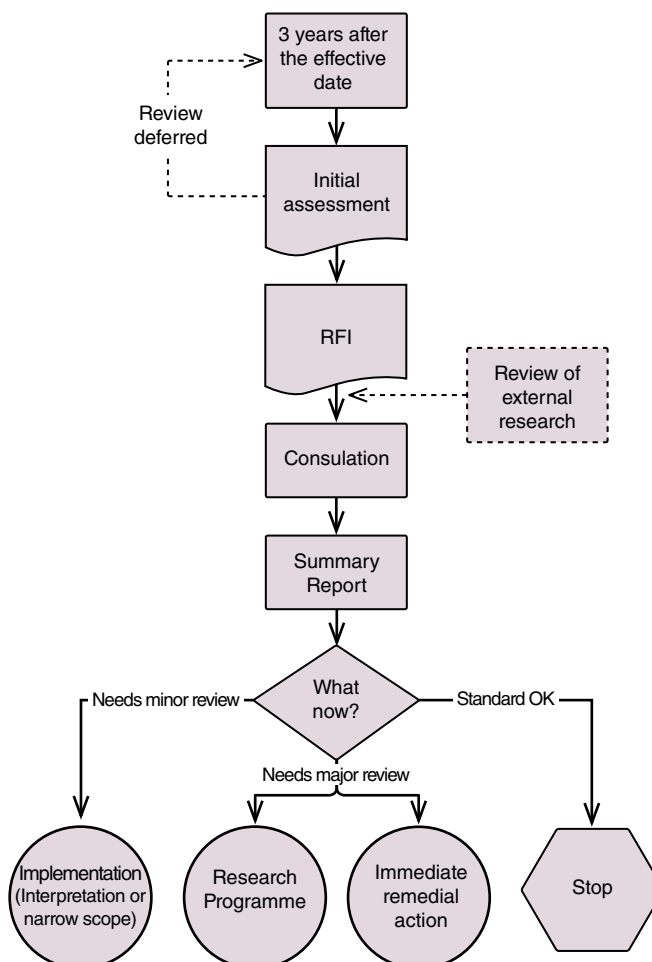 3 years after
the effective
date
Review
deferred
Initial
assessment
RFI
Review of
external
research
Consulation
Summary
Report
What
now?
Needs minor review
Standard OK
Needs major review
Implementation
(Interpretation or
narrow scope)
Research
Programme
Immediate
remedial
action
Stop